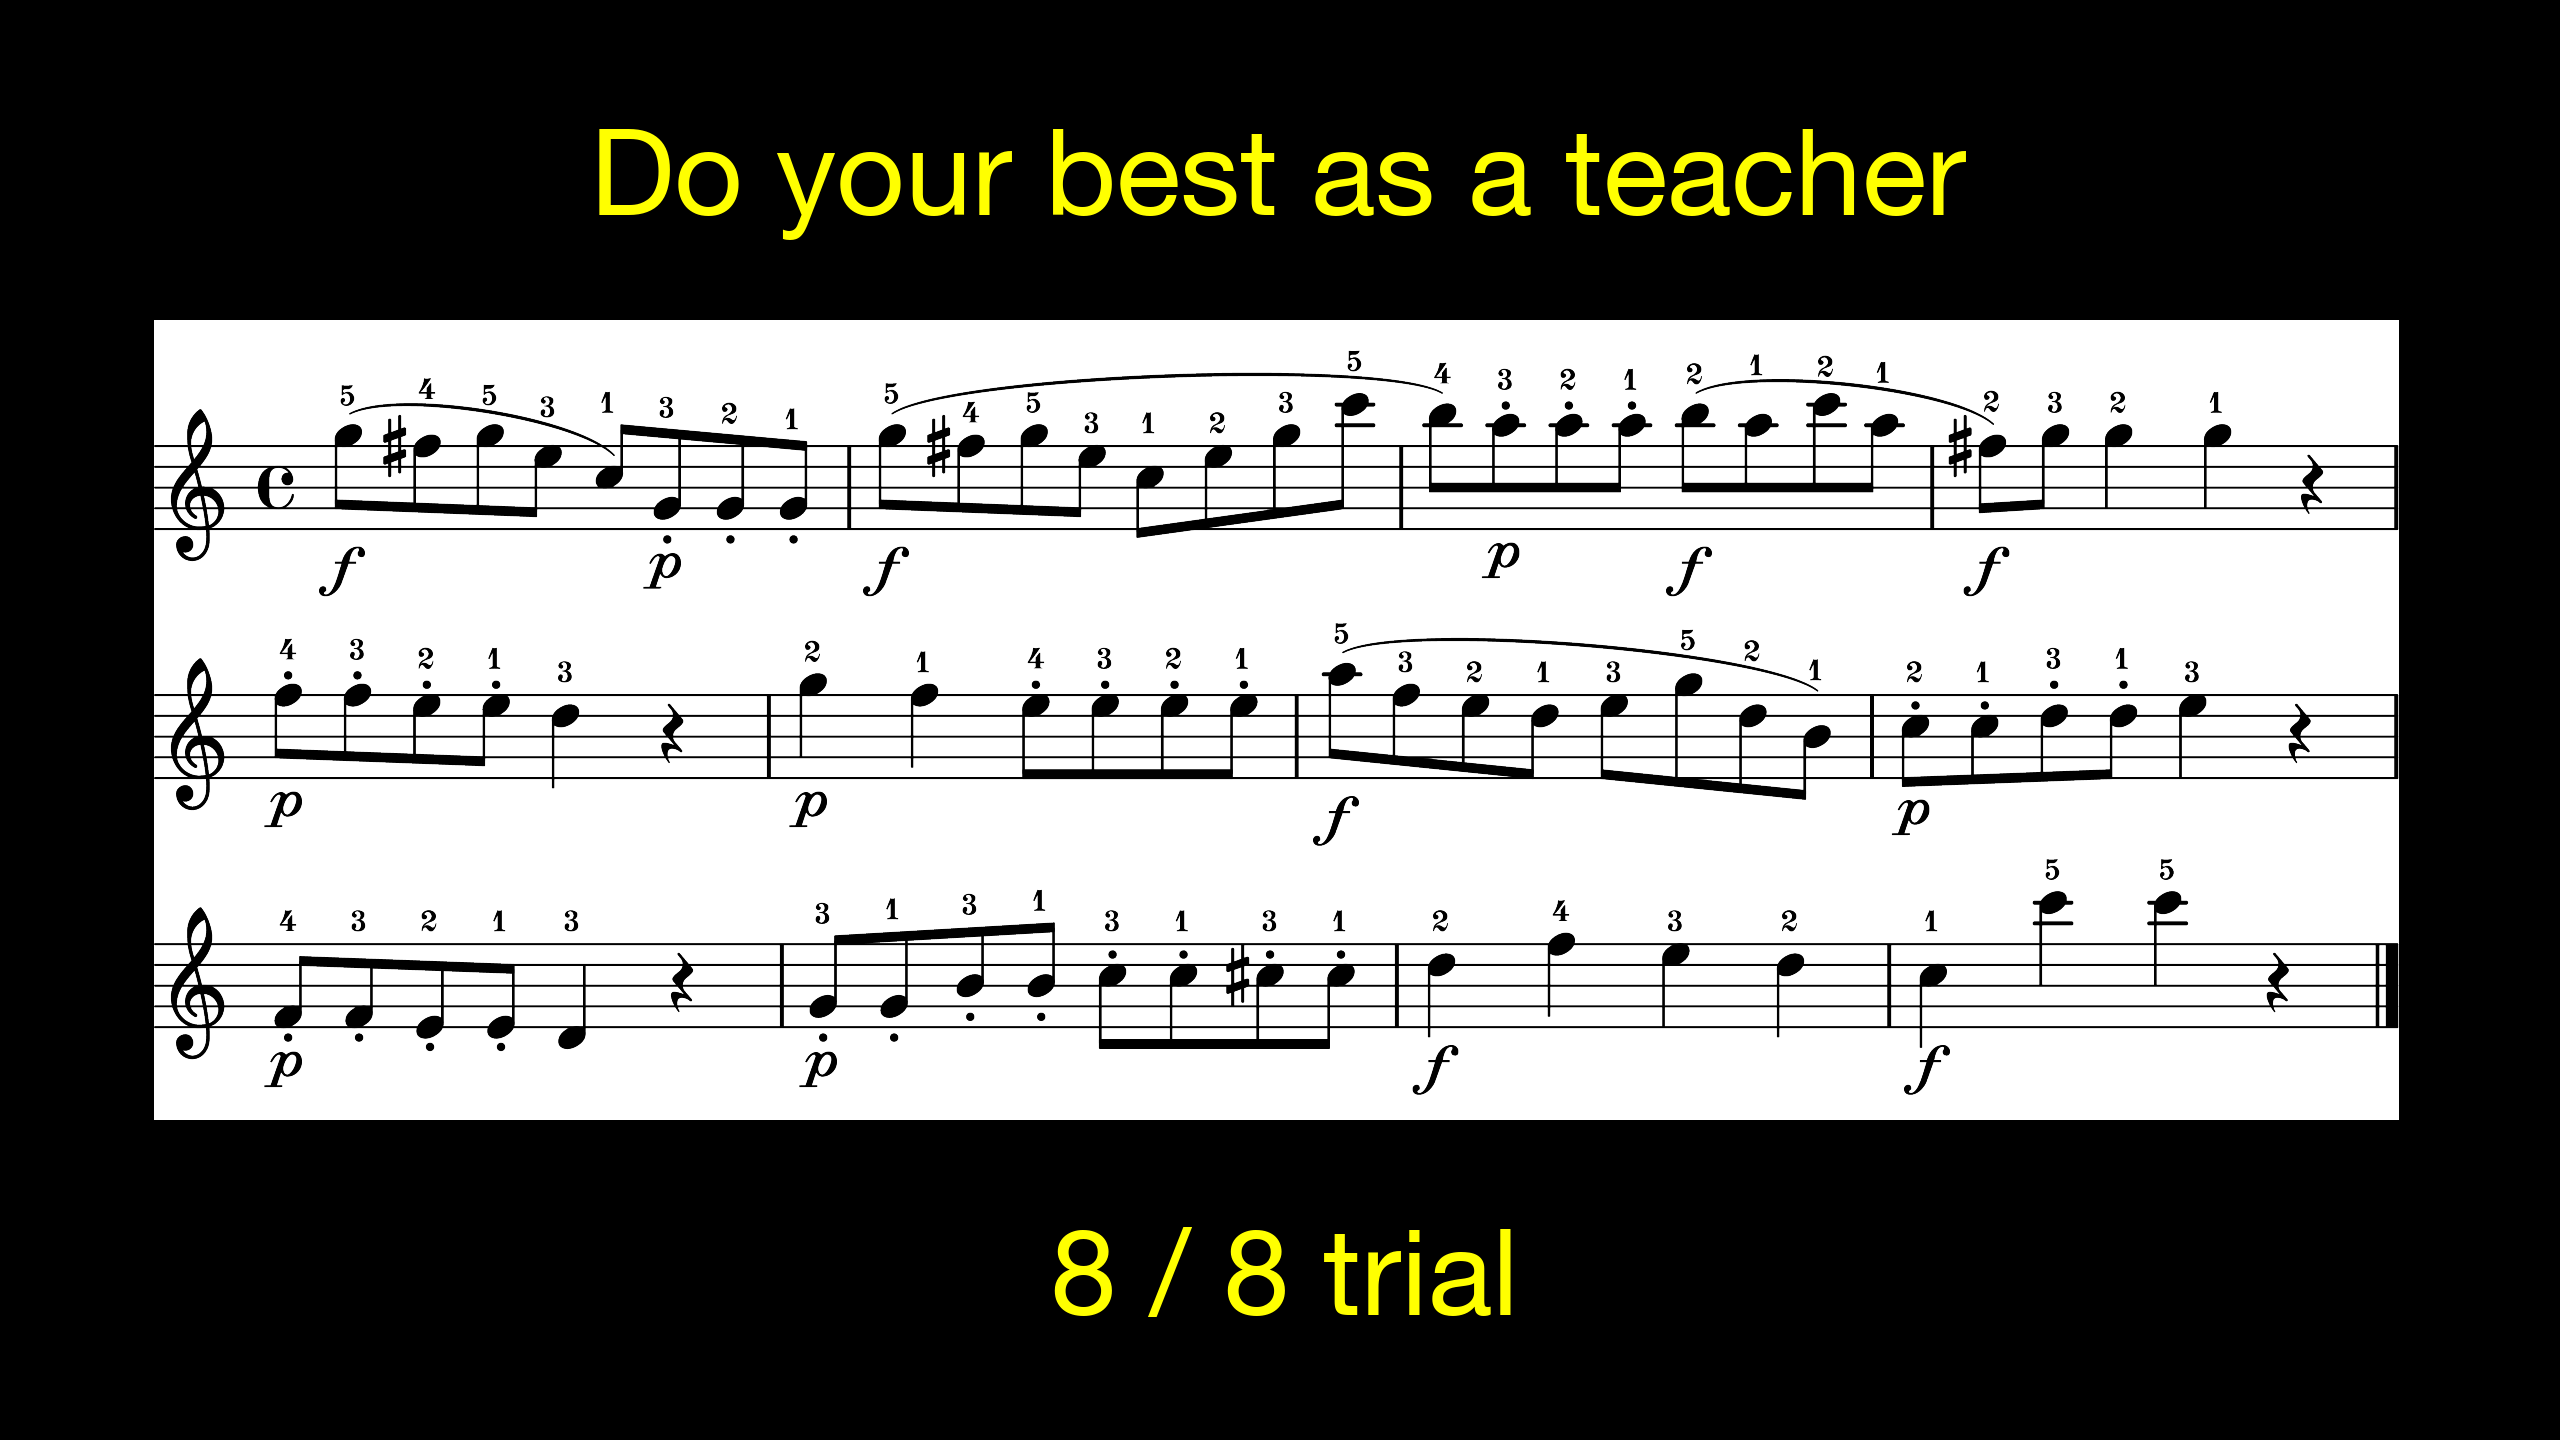 Do your best as a teacher
5 4 5 3 1 3 2 1 5 4 5 3 1 2 3 5 4 3 2 1 2 1 2 1 2 3 2 1
f p f p f f
4 3 2 1 3 2 1 4 3 2 1 5 3 2 1 3 5 2 1 2 1 3 1 3
p p f p
4 3 2 1 3 3 1 3 1 3 1 3 1 2 4 3 2 1 5 5
p p f f
8 / 8 trial